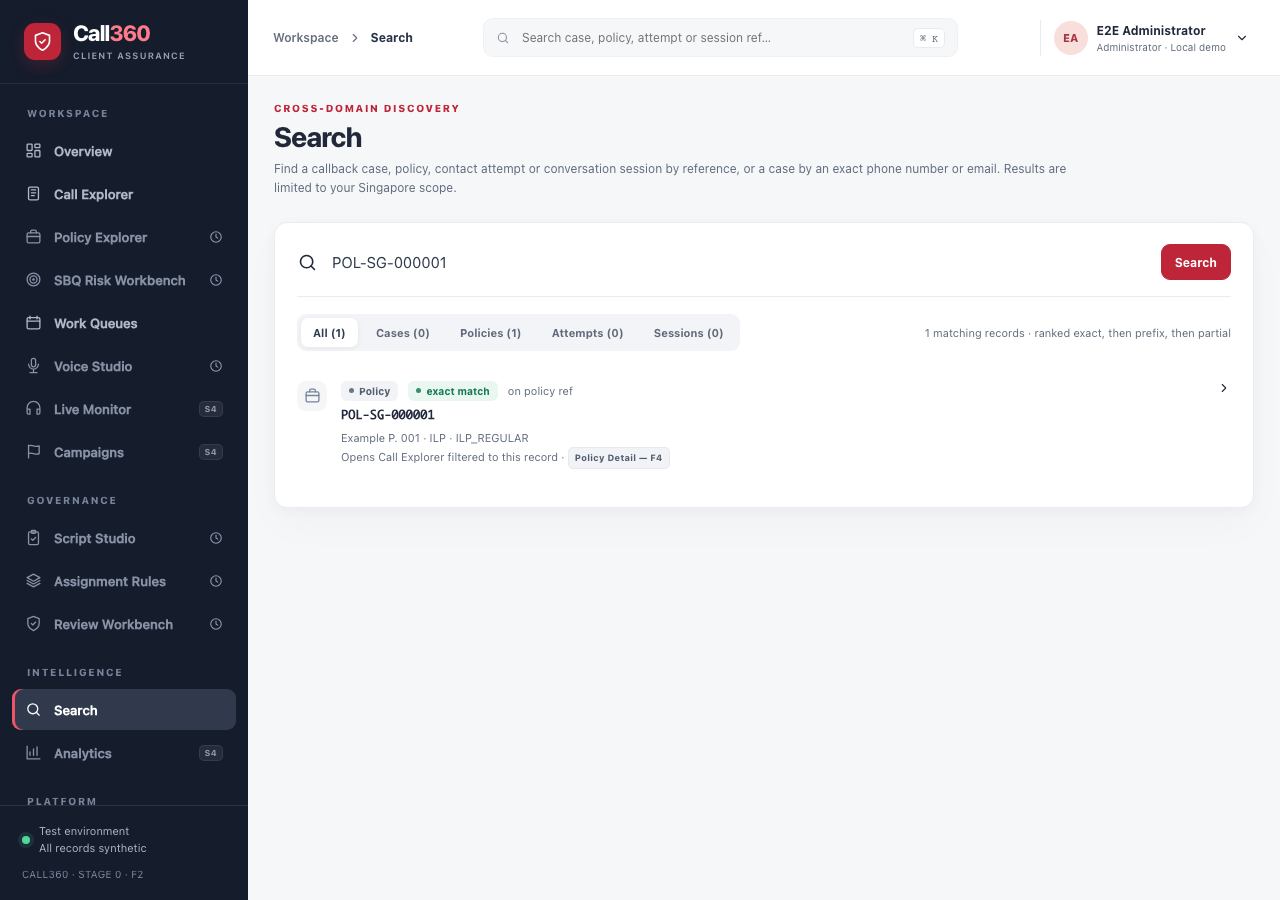 Call360
CLIENT ASSURANCE
WORKSPACE
Overview
Call Explorer
Policy Explorer
SBQ Risk Workbench
Work Queues
Voice Studio
Live Monitor S4
Campaigns S4
GOVERNANCE
Script Studio
Assignment Rules
Review Workbench
INTELLIGENCE
Search
Analytics S4
PLATFORM
Test environment
All records synthetic
CALL360 · STAGE 0 · F2
Workspace > Search
Search case, policy, attempt or session ref... ⌘ K
EA
E2E Administrator
Administrator · Local demo
CROSS-DOMAIN DISCOVERY
Search
Find a callback case, policy, contact attempt or conversation session by reference, or a case by an exact phone number or email. Results are
limited to your Singapore scope.
POL-SG-000001 Search
All (1) Cases (0) Policies (1) Attempts (0) Sessions (0)
1 matching records · ranked exact, then prefix, then partial
Policy exact match on policy ref
POL-SG-000001
Example P. 001 · ILP · ILP_REGULAR
Opens Call Explorer filtered to this record · Policy Detail — F4